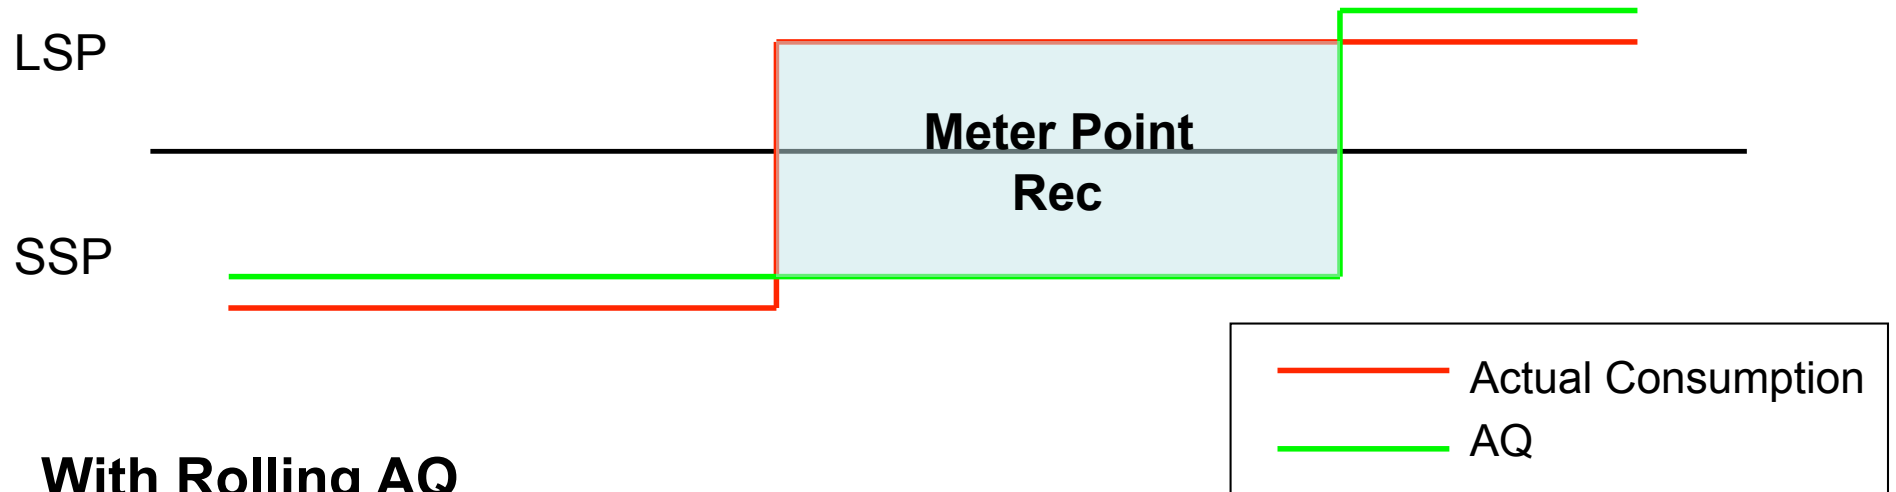 LSP
Meter Point
Rec
SSP
Actual Consumption
AQ
With Rolling AQ